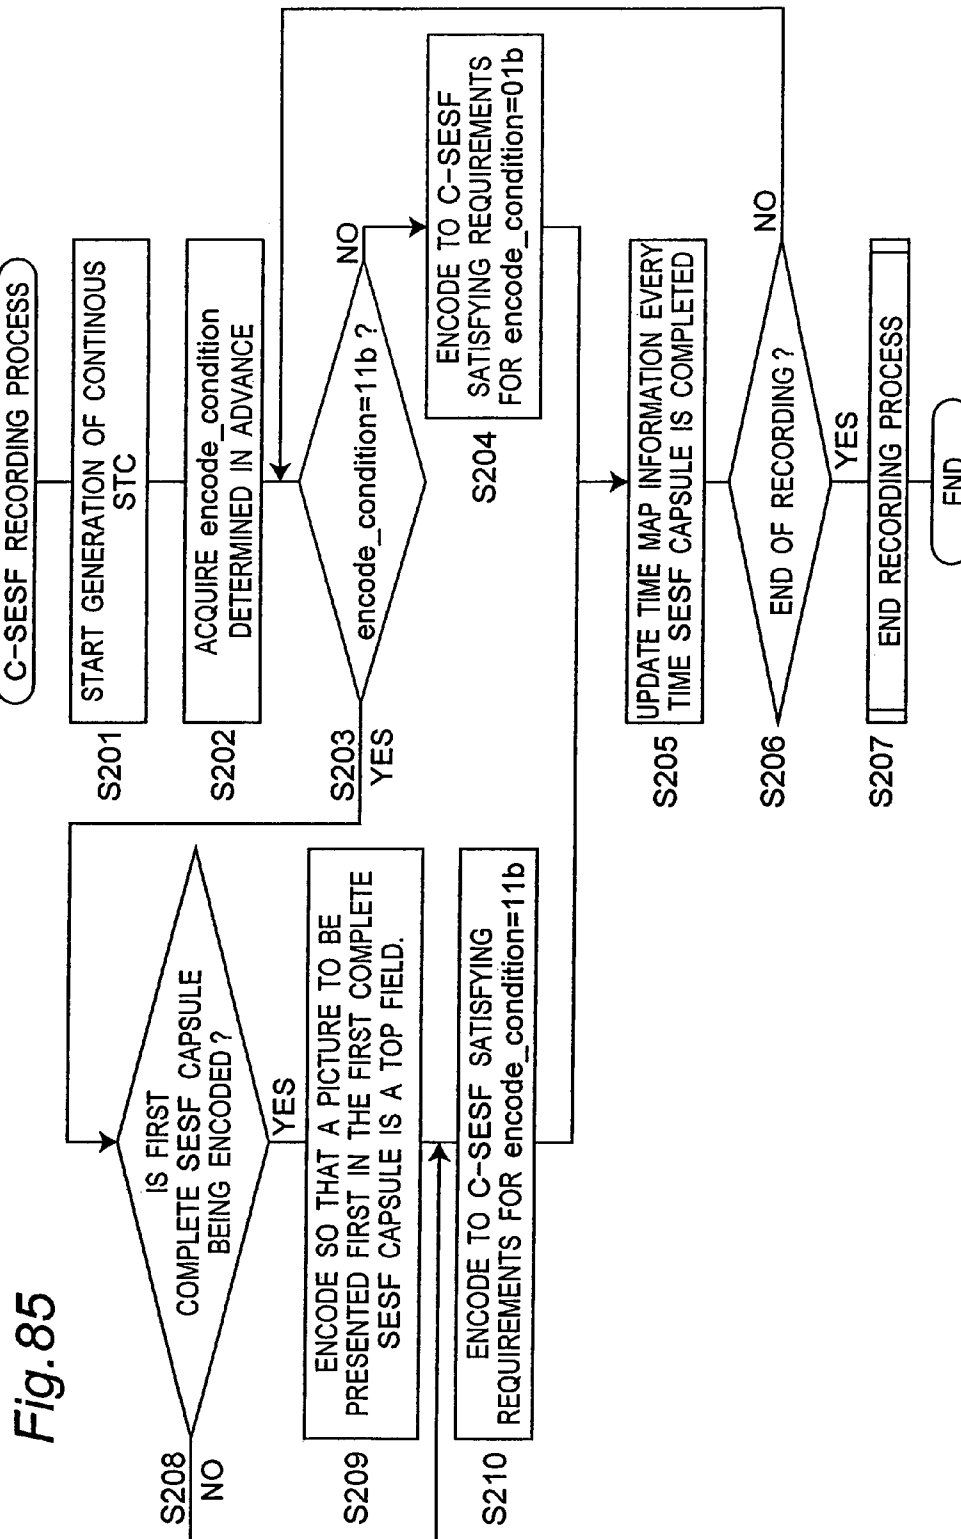 Fig.85
C-SESF RECORDING PROCESS
S201
START GENERATION OF CONTINOUS
STC
S202
ACQUIRE encode_condition
DETERMINED IN ADVANCE
S203
encode_condition=11b ?
YES
NO
S204
ENCODE TO C-SESF
SATISFYING REQUIREMENTS
FOR encode_condition=01b
S205
UPDATE TIME MAP INFORMATION EVERY
TIME SESF CAPSULE IS COMPLETED
S206
END OF RECORDING ?
NO
YES
S207
END RECORDING PROCESS
END
S208
IS FIRST
COMPLETE SESF CAPSULE
BEING ENCODED ?
NO
YES
S209
ENCODE SO THAT A PICTURE TO BE
PRESENTED FIRST IN THE FIRST COMPLETE
SESF CAPSULE IS A TOP FIELD.
S210
ENCODE TO C-SESF SATISFYING
REQUIREMENTS FOR encode_condition=11b